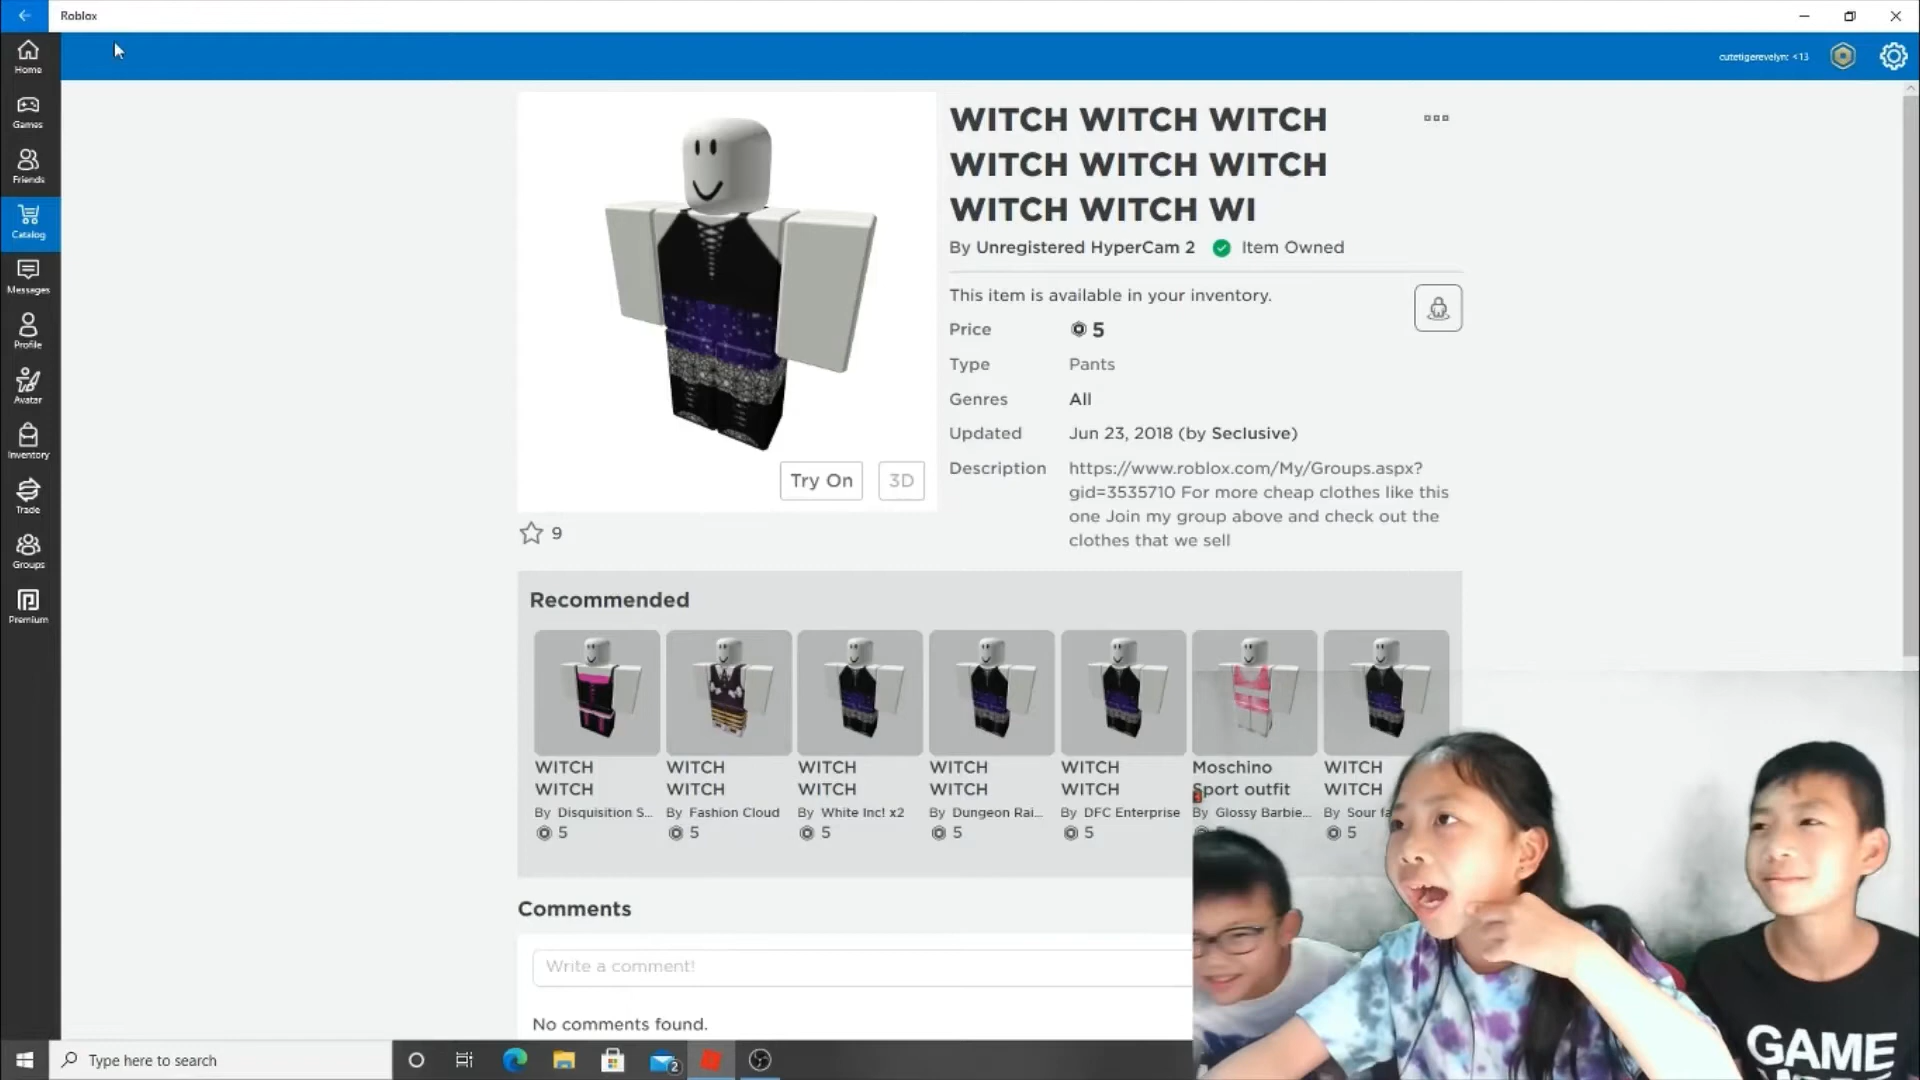 Roblox
cutetigerevelyn: <13
Home
Games
Friends
Catalog
Messages
Profile
Avatar
Inventory
Trade
Groups
Premium
WITCH WITCH WITCH
WITCH WITCH WITCH
WITCH WITCH WI
By Unregistered HyperCam 2 Item Owned
This item is available in your inventory.
Price 5
Type Pants
Genres All
Updated Jun 23, 2018 (by Seclusive)
Description https://www.roblox.com/My/Groups.aspx?
gid=3535710 For more cheap clothes like this
one Join my group above and check out the
clothes that we sell
Try On 3D
9
Recommended
WITCH
WITCH
By Disquisition S...
5
WITCH
WITCH
By Fashion Cloud
5
WITCH
WITCH
By White Inc! x2
5
WITCH
WITCH
By Dungeon Rai...
5
WITCH
WITCH
By DFC Enterprise
5
Moschino
Sport outfit
By Glossy Barbie...
WITCH
WITCH
By Sour
5
Comments
Write a comment!
No comments found.
GAME
Type here to search
2